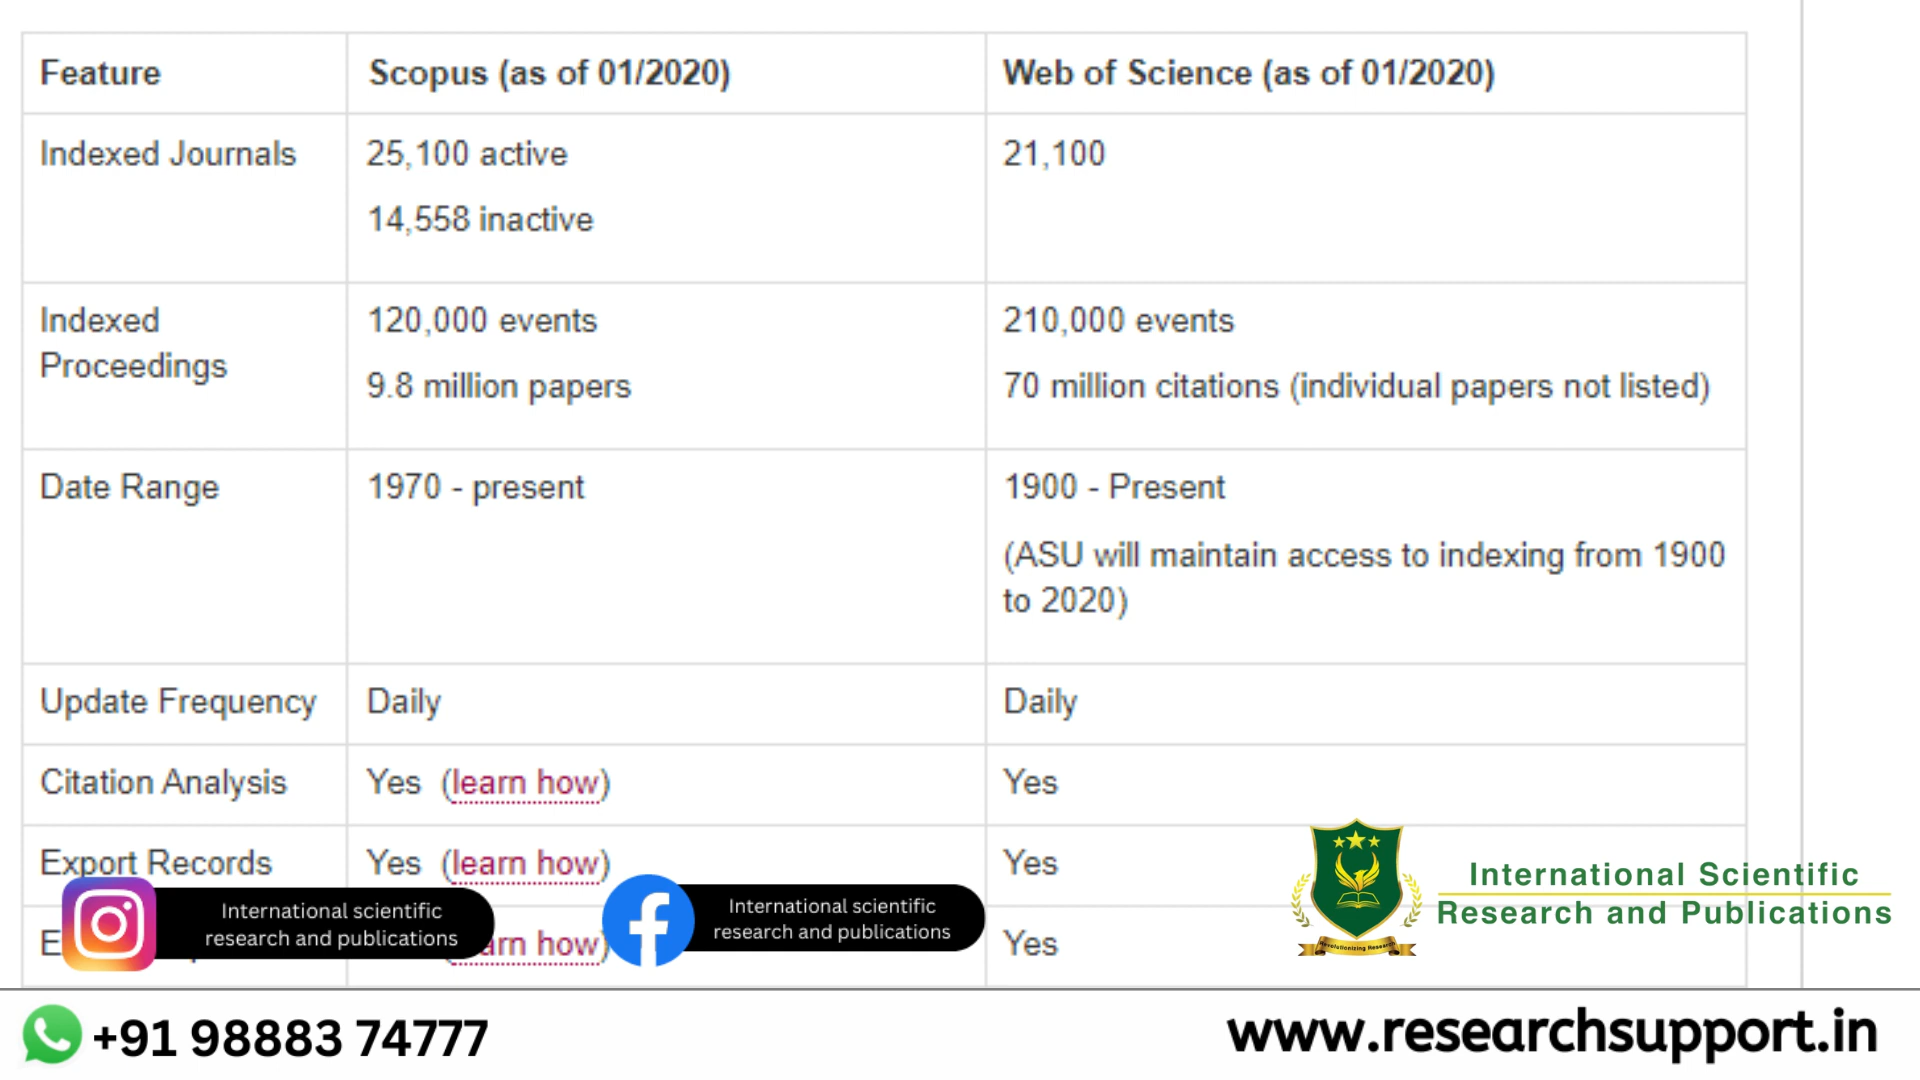 Feature
Scopus (as of 01/2020)
Web of Science (as of 01/2020)
Indexed Journals
25,100 active
14,558 inactive
21,100
Indexed
Proceedings
120,000 events
9.8 million papers
210,000 events
70 million citations (individual papers not listed)
Date Range
1970 - present
1900 - Present
(ASU will maintain access to indexing from 1900
to 2020)
Update Frequency
Daily
Daily
Citation Analysis
Yes (learn how)
Yes
Export Records
Yes (learn how)
Yes
how)
Yes
International scientific
research and publications
International scientific
research and publications
Revolutionizing Research
International Scientific
Research and Publications
+91 98883 74777
www.researchsupport.in